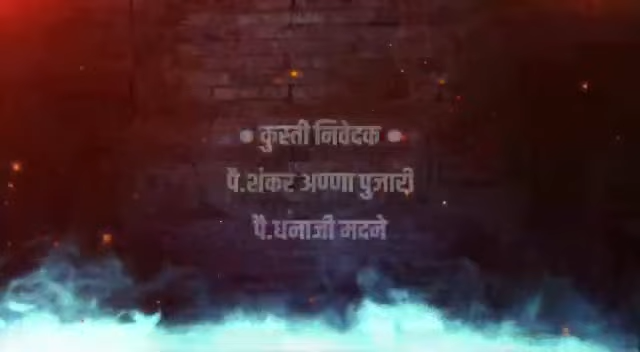 ● कुस्ती निवेदक ●
पै.शंकर अण्णा पुजारी
पै.धनाजी मदने